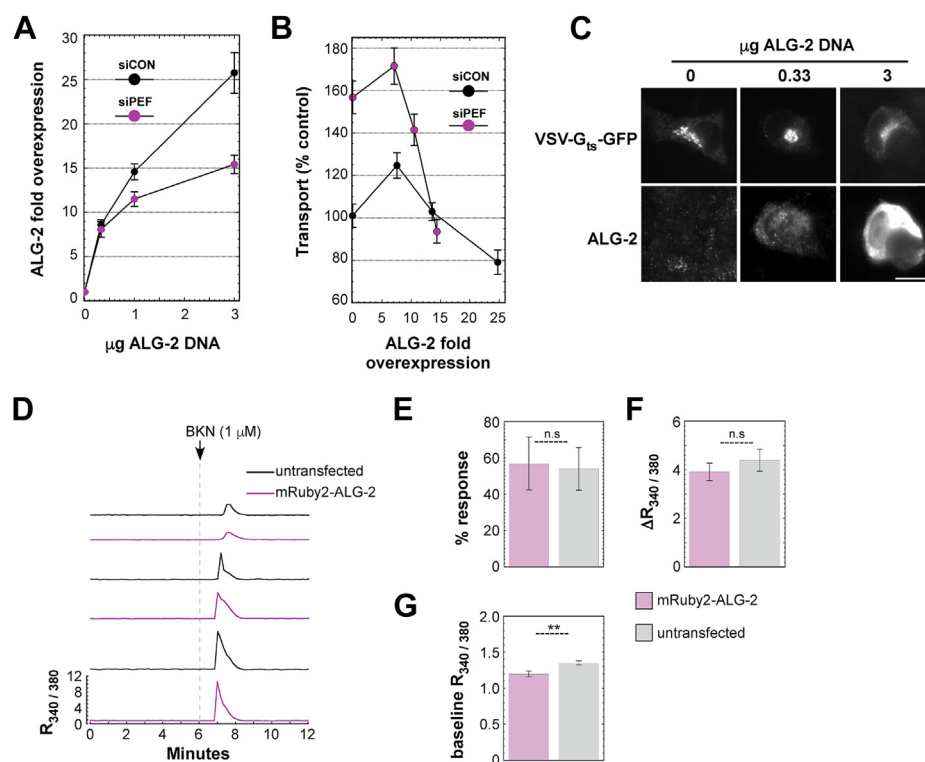 A
ALG-2 fold overexpression
30
25
20
15
10
5
0
siCON
siPEF
0
1
2
3
μg ALG-2 DNA
B
Transport (% control)
180
160
140
120
100
80
60
siCON
siPEF
0
5
10
15
20
25
ALG-2 fold
overexpression
C
μg ALG-2 DNA
0
0.33
3
VSV-Gts-GFP
ALG-2
D
BKN (1 μM)
untransfected
mRuby2-ALG-2
R340 / 380
12
9
6
3
0
0
2
4
6
8
10
12
Minutes
E
% response
80
60
40
20
0
n.s
F
ΔR340 / 380
6
4
2
0
n.s
G
baseline R340 / 380
2.0
1.5
1.0
0.5
0
**
mRuby2-ALG-2
untransfected